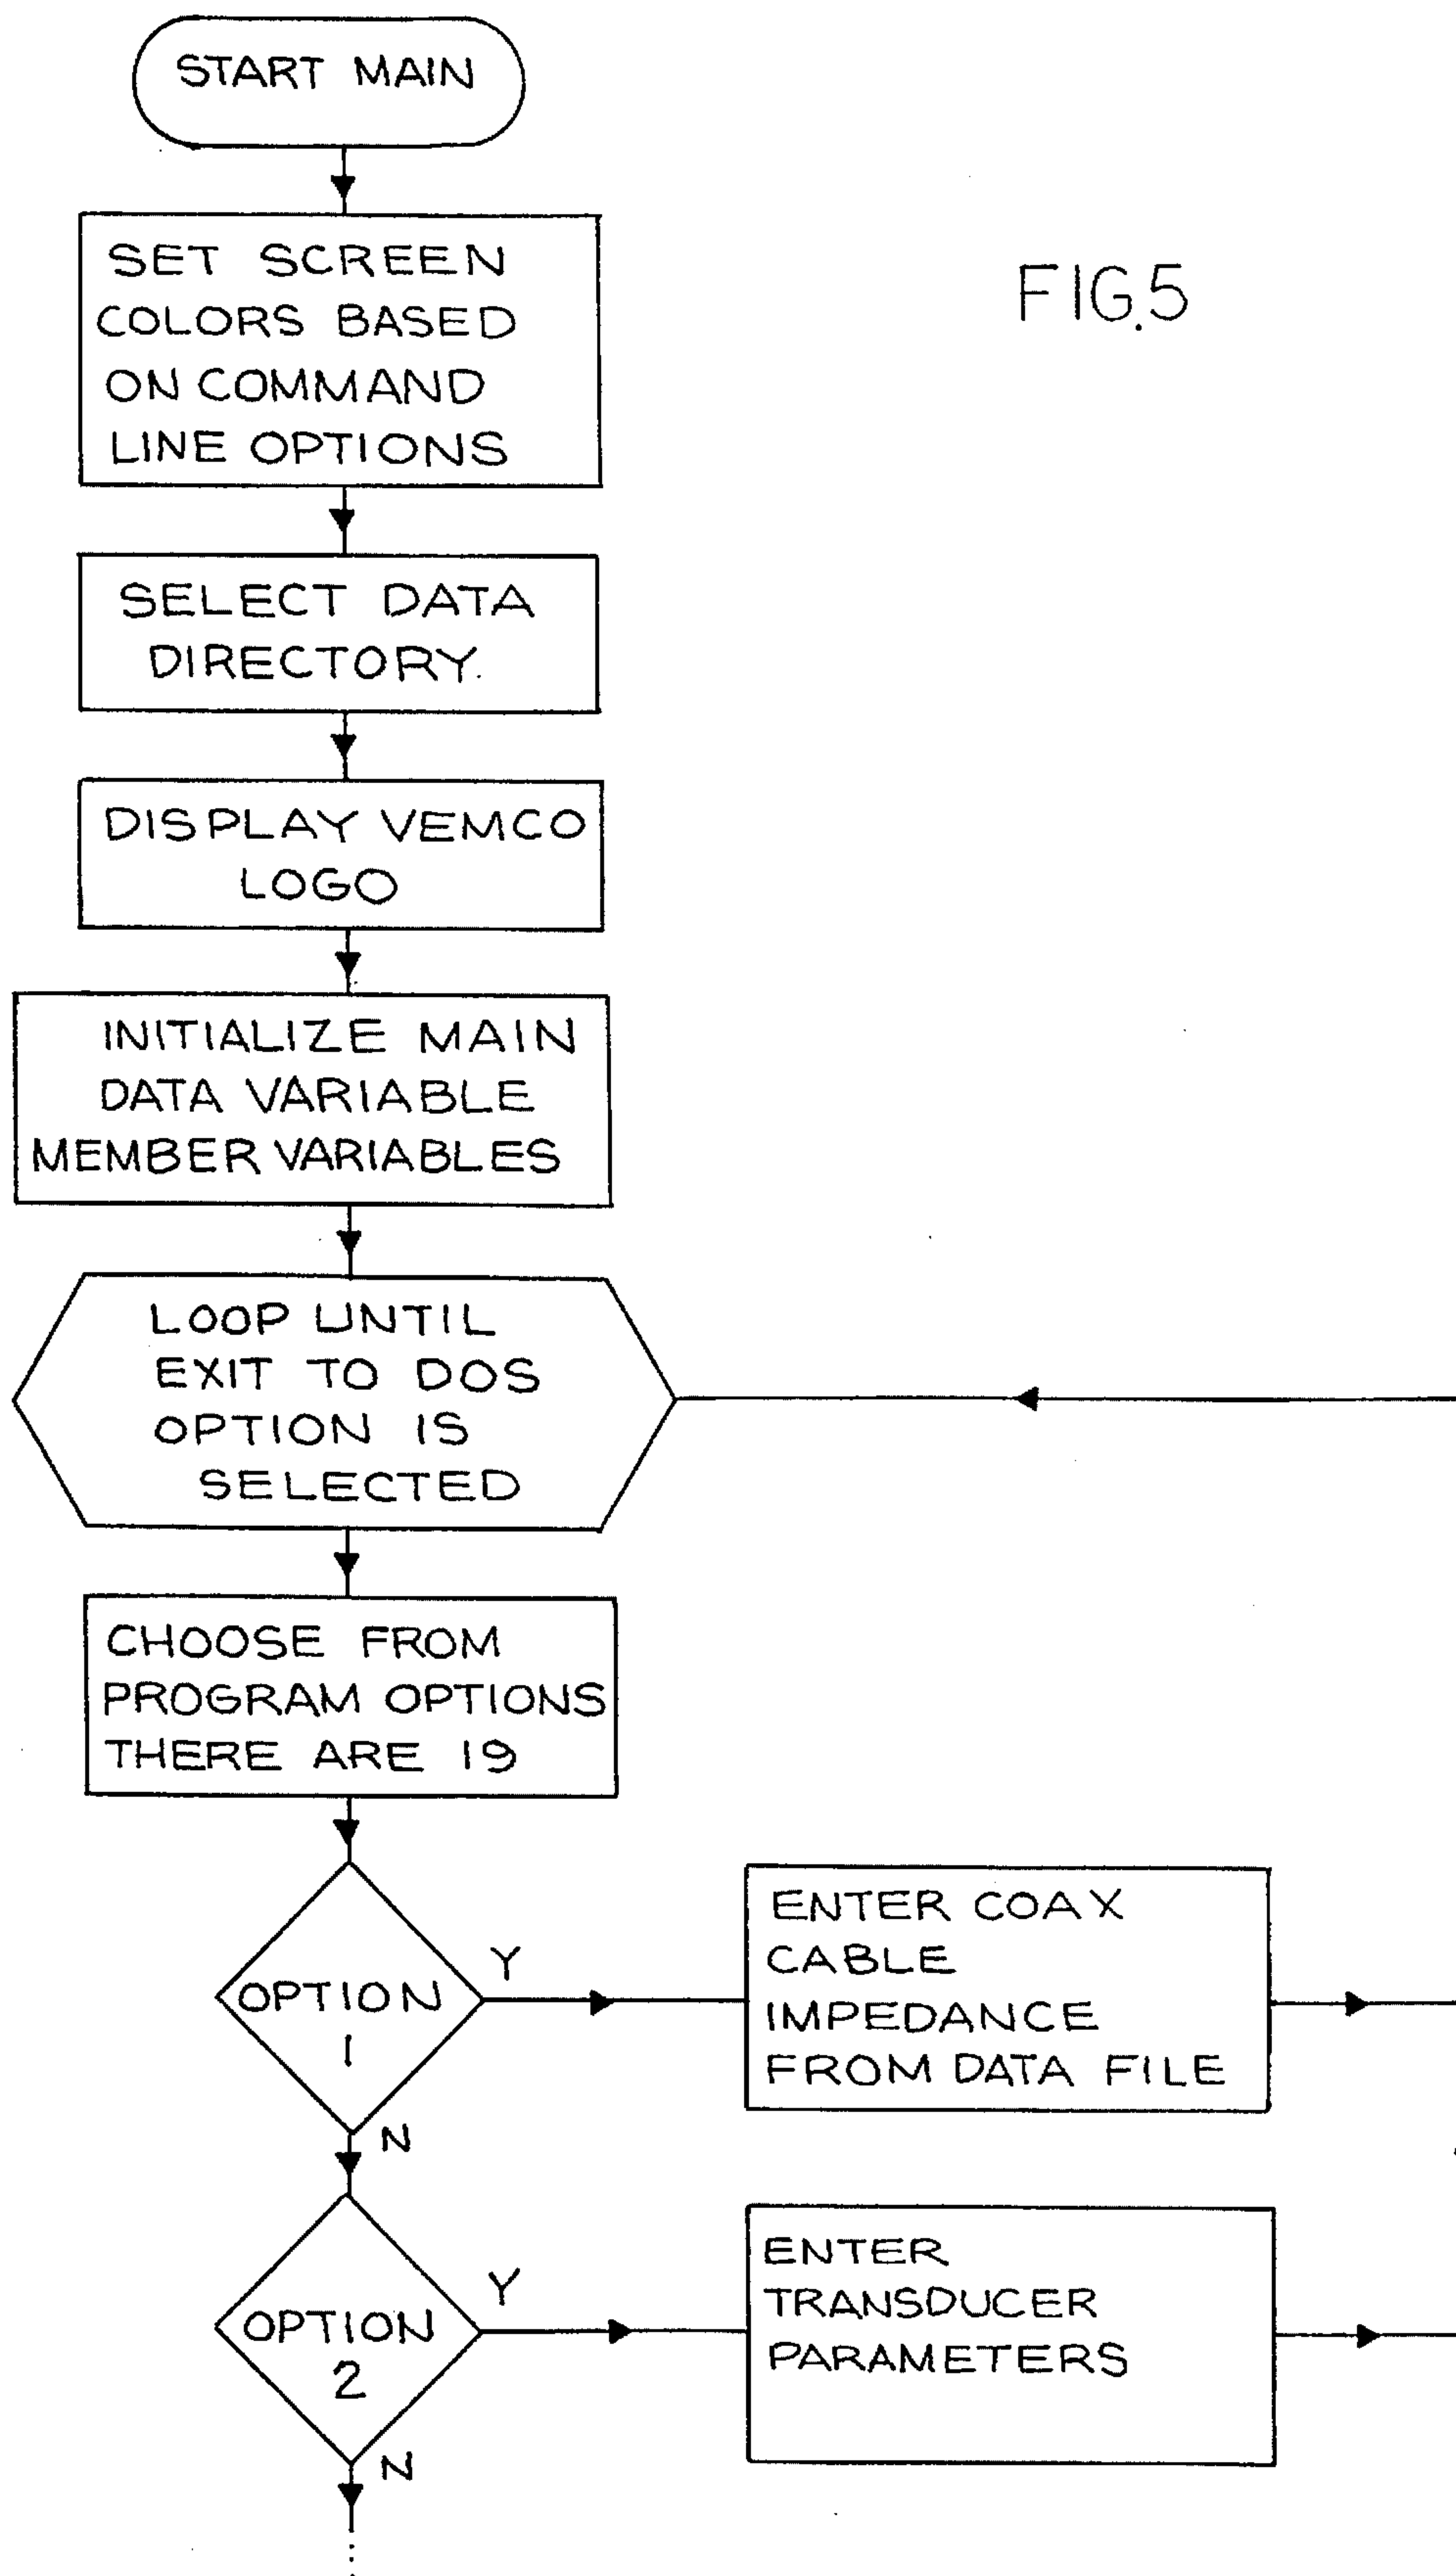 START MAIN
FIG.5
SET SCREEN
COLORS BASED
ON COMMAND
LINE OPTIONS
SELECT DATA
DIRECTORY.
DISPLAY VEMCO
LOGO
INITIALIZE MAIN
DATA VARIABLE
MEMBER VARIABLES
LOOP UNTIL
EXIT TO DOS
OPTION IS
SELECTED
CHOOSE FROM
PROGRAM OPTIONS
THERE ARE 19
OPTION
1
Y
N
ENTER COAX
CABLE
IMPEDANCE
FROM DATA FILE
OPTION
2
Y
N
ENTER
TRANSDUCER
PARAMETERS